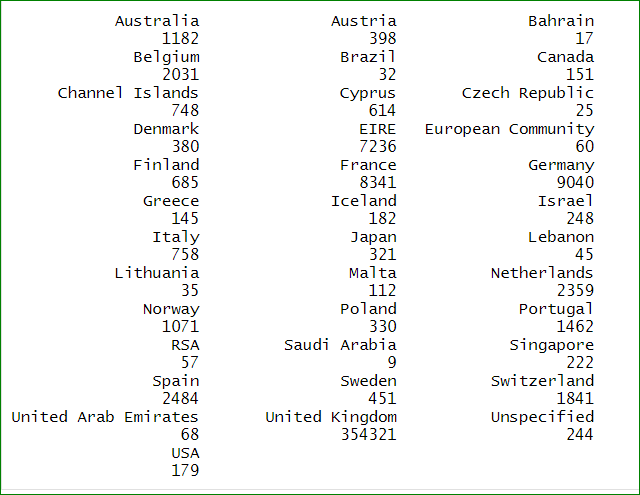 Australia Austria Bahrain
1182 398 17
Belgium Brazil Canada
2031 32 151
Channel Islands Cyprus Czech Republic
748 614 25
Denmark EIRE European Community
380 7236 60
Finland France Germany
685 8341 9040
Greece Iceland Israel
145 182 248
Italy Japan Lebanon
758 321 45
Lithuania Malta Netherlands
35 112 2359
Norway Poland Portugal
1071 330 1462
RSA Saudi Arabia Singapore
57 9 222
Spain Sweden Switzerland
2484 451 1841
United Arab Emirates United Kingdom Unspecified
68 354321 244
USA
179